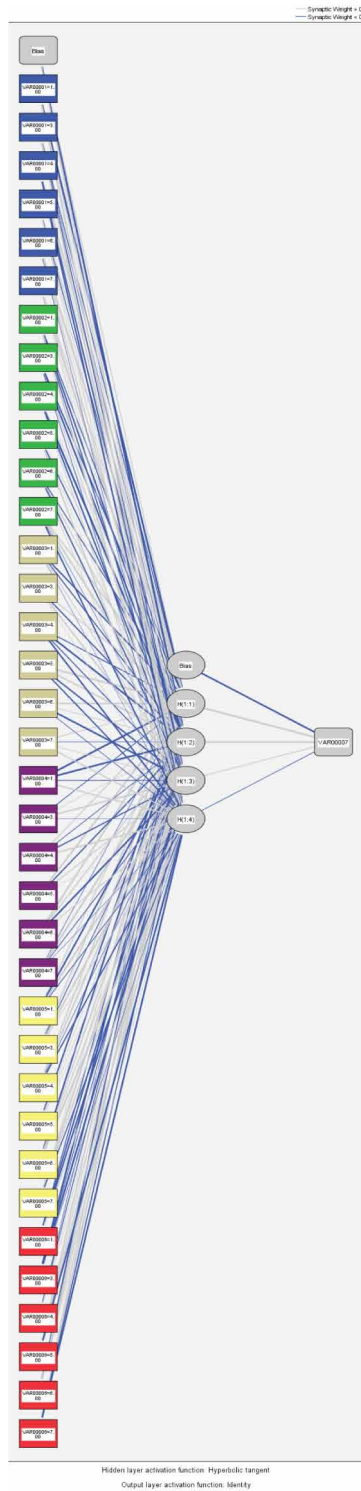 Synaptic Weight > 0
Synaptic Weight < 0
Bias
VAR00001=1.
00
VAR00001=3.
00
VAR00001=4.
00
VAR00001=5.
00
VAR00001=6.
00
VAR00001=7.
00
VAR00002=1.
00
VAR00002=3.
00
VAR00002=4.
00
VAR00002=5.
00
VAR00002=6.
00
VAR00002=7.
00
VAR00003=1.
00
VAR00003=3.
00
VAR00003=4.
00
VAR00003=5.
00
VAR00003=6.
00
VAR00003=7.
00
VAR00004=1.
00
VAR00004=3.
00
VAR00004=4.
00
VAR00004=5.
00
VAR00004=6.
00
VAR00004=7.
00
VAR00005=1.
00
VAR00005=3.
00
VAR00005=4.
00
VAR00005=5.
00
VAR00005=6.
00
VAR00005=7.
00
VAR00006=1.
00
VAR00006=3.
00
VAR00006=4.
00
VAR00006=5.
00
VAR00006=6.
00
VAR00006=7.
00
Bias
H(1:1)
H(1:2)
H(1:3)
H(1:4)
VAR00007
Hidden layer activation function: Hyperbolic tangent
Output layer activation function: Identity